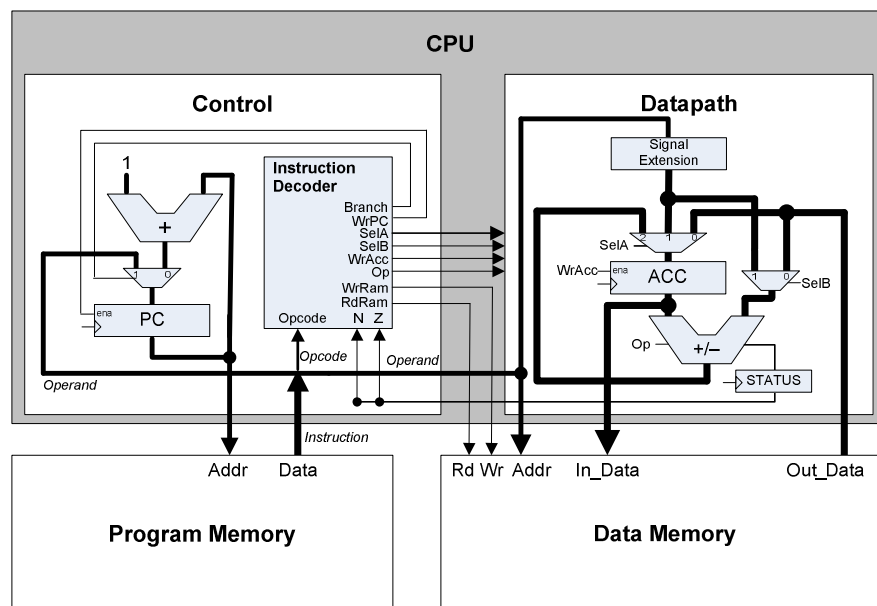 CPU
Control
Datapath
1
+
1
0
ena
PC
Instruction
Decoder
Branch
WrPC
SelA
SelB
WrAcc
Op
WrRam
RdRam
Opcode
N Z
Opcode
Operand
Operand
Instruction
Signal
Extension
SelA
2
1
0
WrAcc
ena
ACC
1
0
SelB
Op
+/−
STATUS
Addr
Data
Rd Wr Addr
In_Data
Out_Data
Program Memory
Data Memory